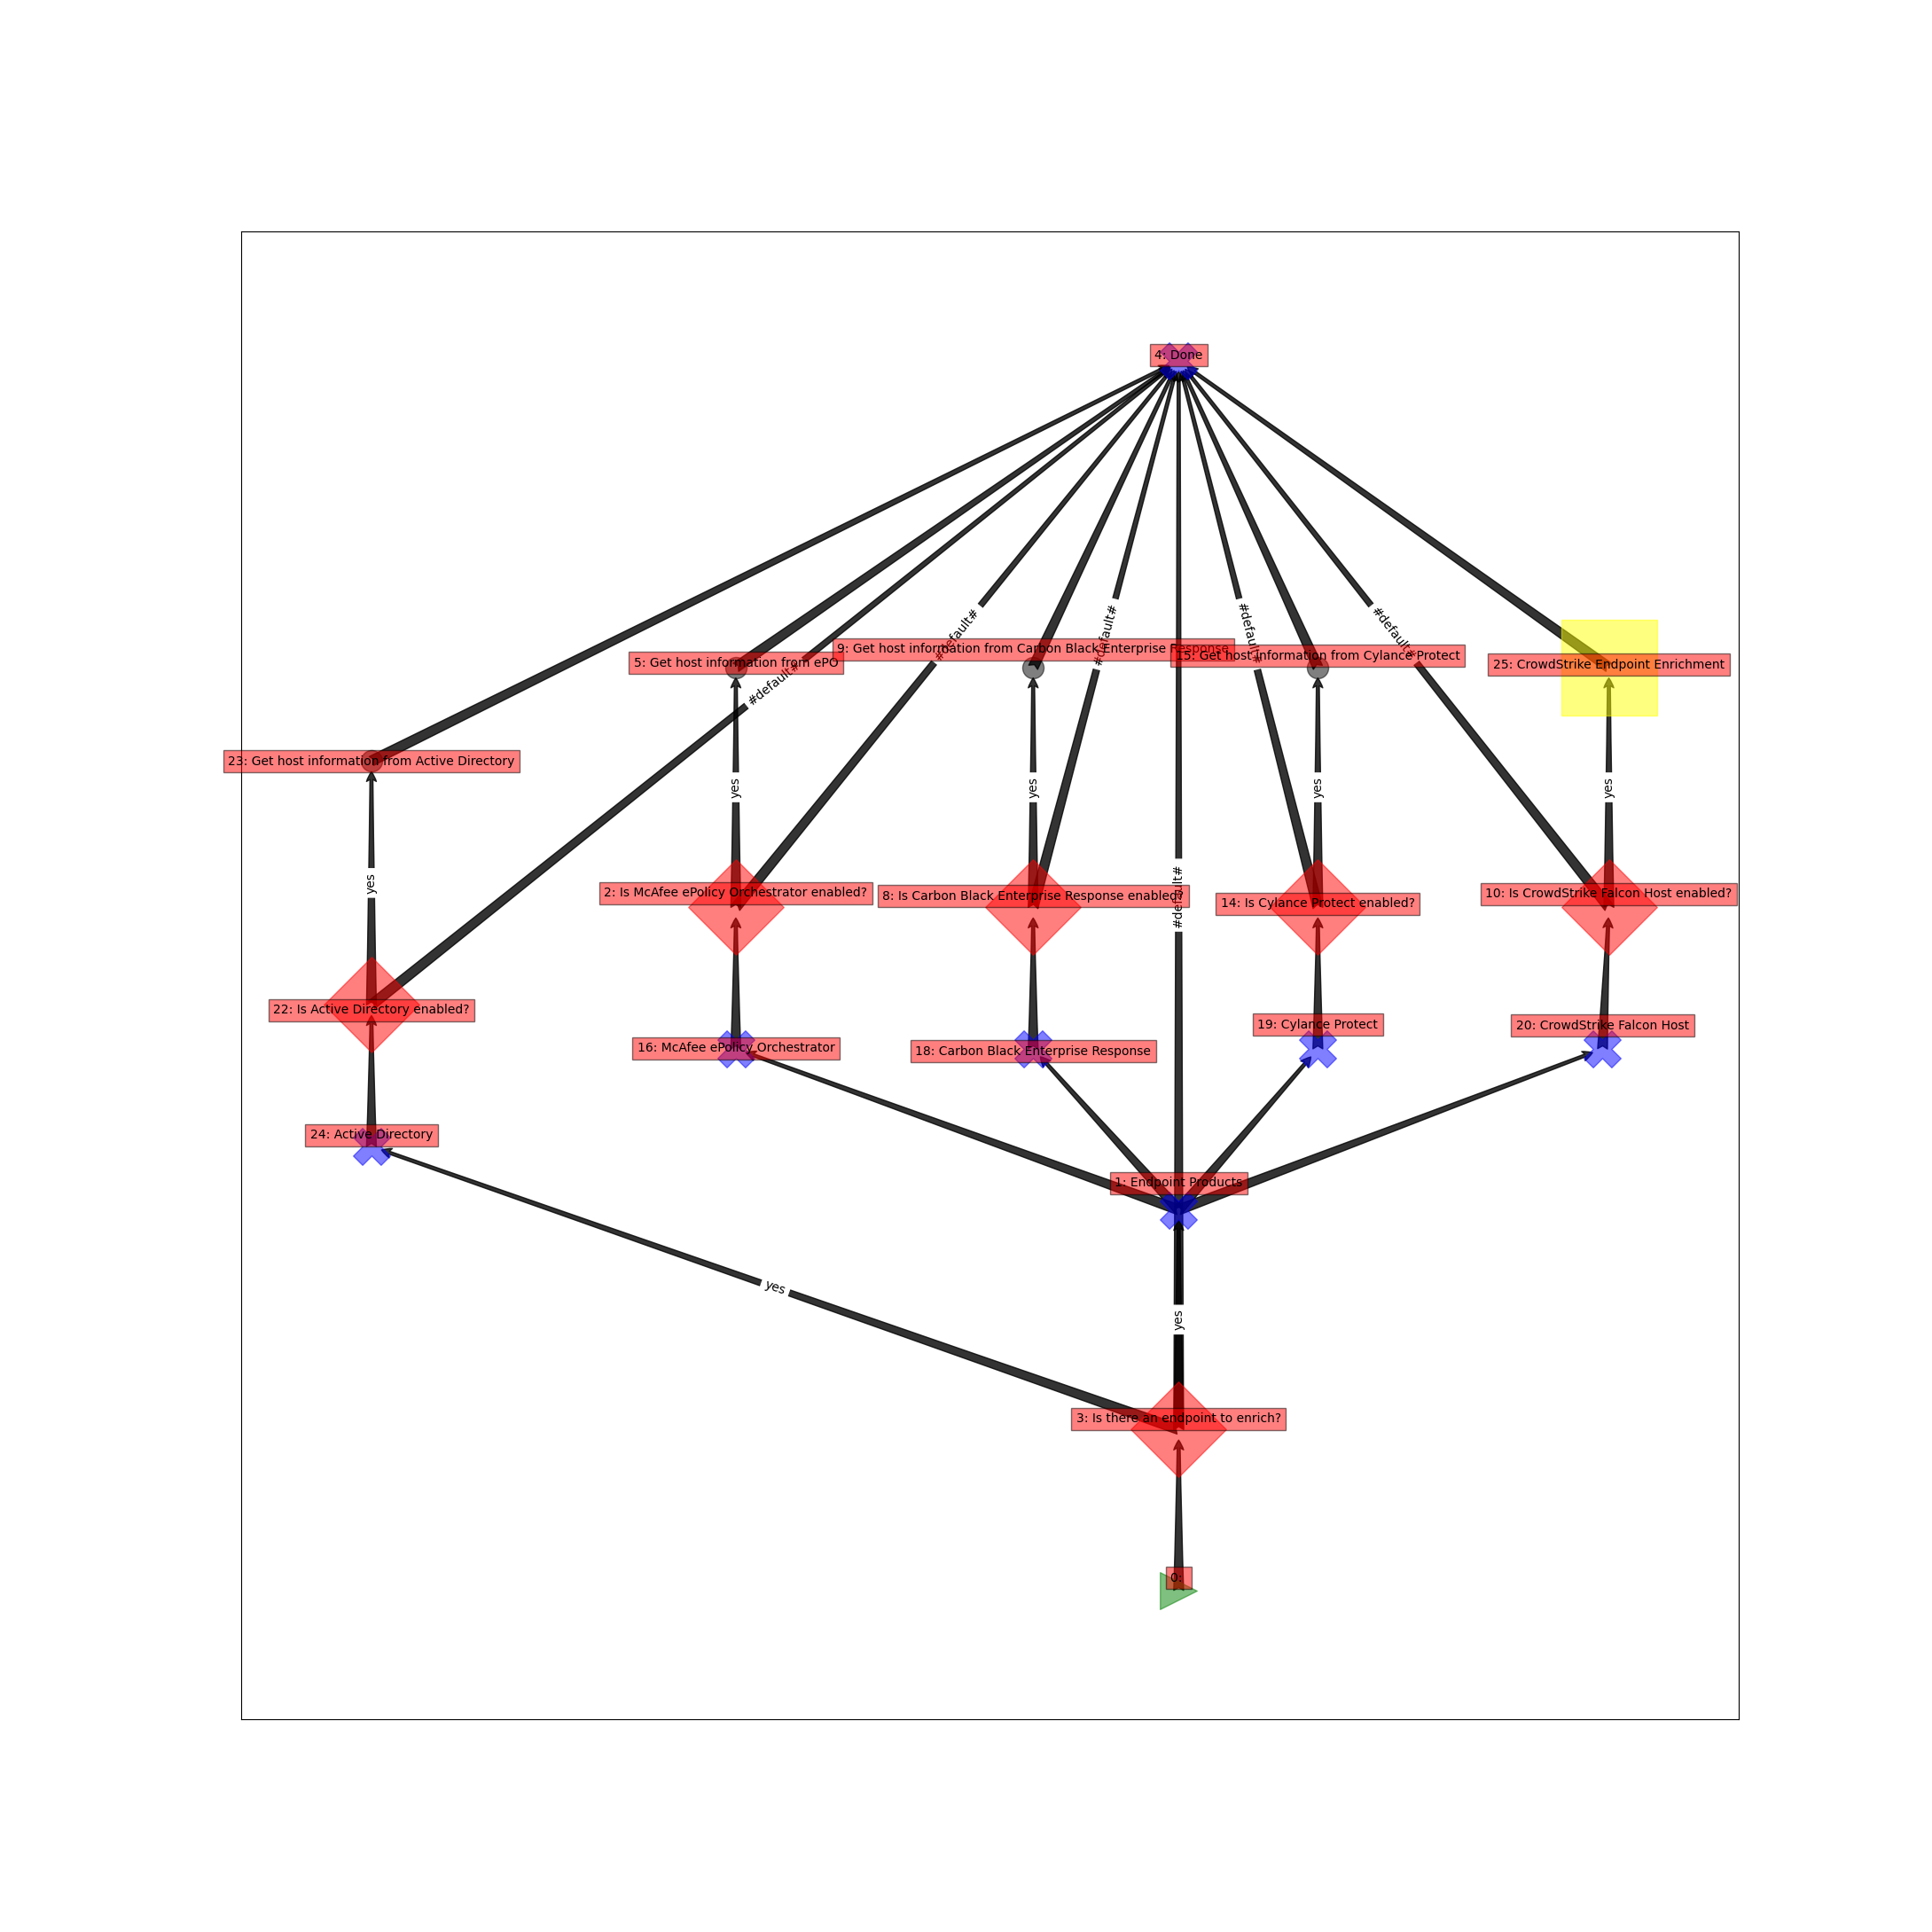 4: Done
#default#
#default#
#default#
#default#
9: Get host information from Carbon Black Enterprise Response
15: Get host information from Cylance Protect
5: Get host information from ePO
25: CrowdStrike Endpoint Enrichment
#default#
23: Get host information from Active Directory
yes
yes
yes
yes
yes
2: Is McAfee ePolicy Orchestrator enabled?
8: Is Carbon Black Enterprise Response enabled?
#default#
14: Is Cylance Protect enabled?
10: Is CrowdStrike Falcon Host enabled?
22: Is Active Directory enabled?
16: McAfee ePolicy Orchestrator
18: Carbon Black Enterprise Response
19: Cylance Protect
20: CrowdStrike Falcon Host
24: Active Directory
1: Endpoint Products
yes
yes
3: Is there an endpoint to enrich?
0: